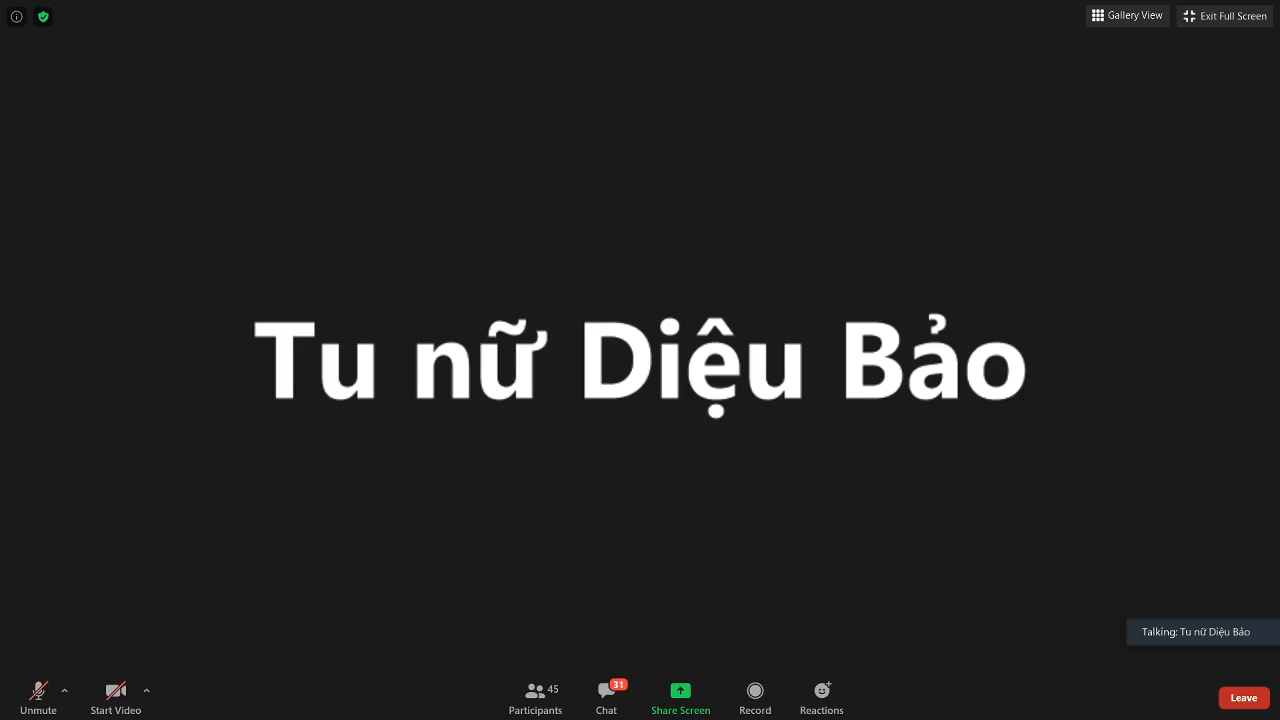 Gallery View
Exit Full Screen
Tu nữ Diệu Bảo
Talking: Tu nữ Diệu Bảo
45
31
Unmute
Start Video
Participants
Chat
Share Screen
Record
Reactions
Leave